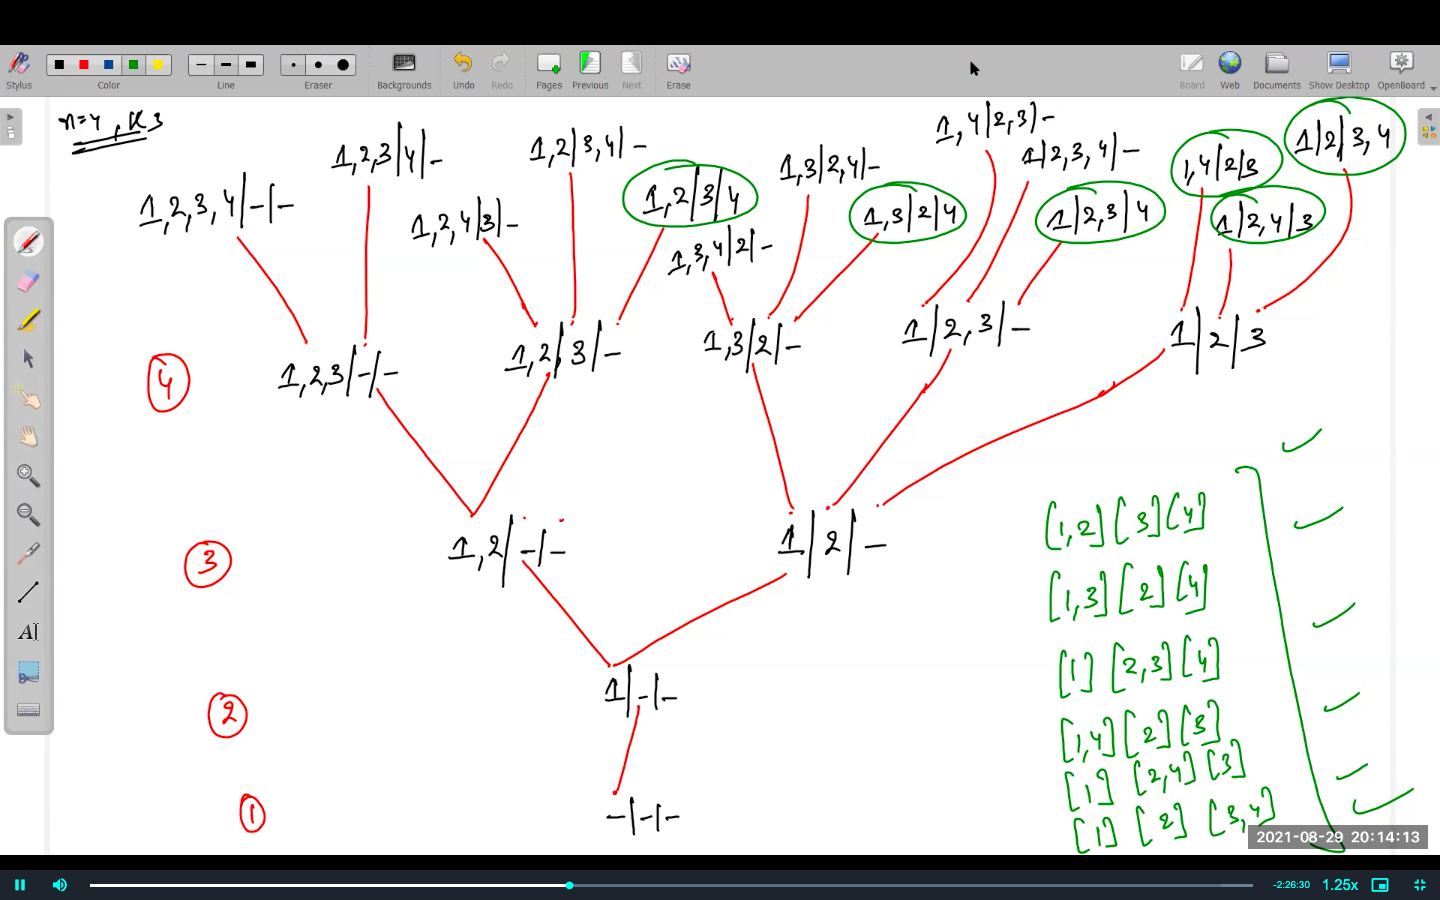 Stylus
Color
Line
Eraser
Backgrounds
Undo
Redo
Pages
Previous
Next
Erase
Board
Web
Documents
Show Desktop
OpenBoard
n=4, K3
1,2,3,4|-|-
1,2,3|4|-
1,2,4|3|-
1,2|3,4|-
1,2|3|4
1,3,4|2|-
1,3|2,4|-
1,3|2|4
1,4|2,3|-
1|2,3,4|-
1|2,3|4
1,4|2|3
1|2,4|3
1|2|3,4
4
1,2,3|-|-
1,2|3|-
1,3|2|-
1|2,3|-
1|2|3
3
1,2|-|-
1|2|-
2
1|-|-
1
-|-|-
[1,2] [3] [4]
[1,3] [2] [4]
[1] [2,3] [4]
[1,4] [2] [3]
[1] [2,4] [3]
[1] [2] [3,4]
AI
2021-08-29 20:14:13
-2:26:30
1.25x